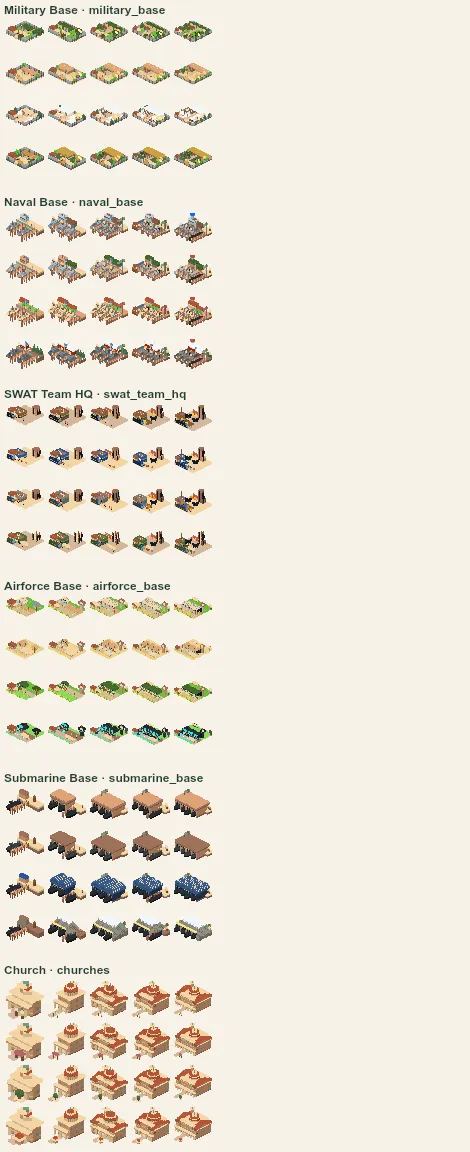 Military Base · military_base
Naval Base · naval_base
SWAT Team HQ · swat_team_hq
Airforce Base · airforce_base
Submarine Base · submarine_base
Church · churches